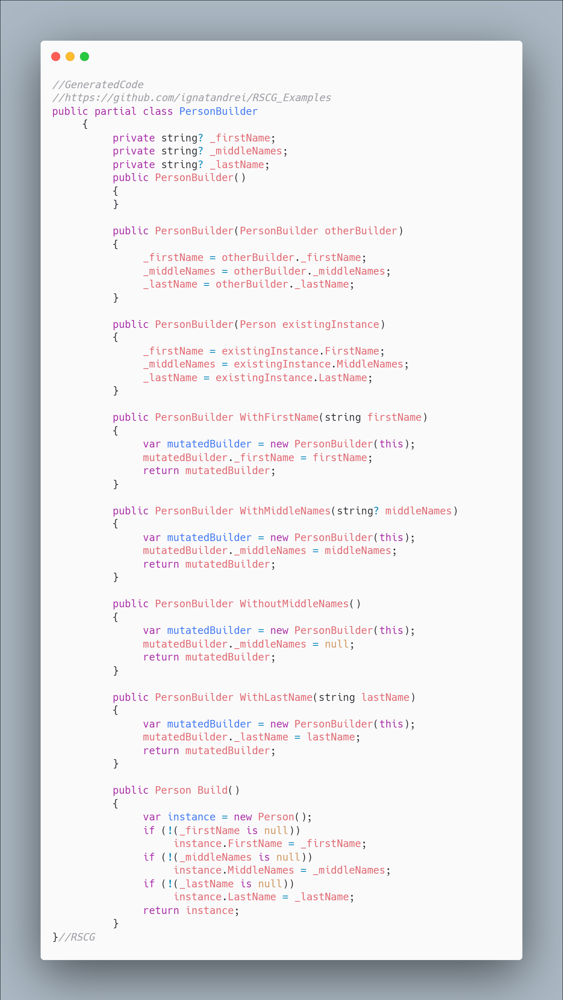 //GeneratedCode
//https://github.com/ignatandrei/RSCG_Examples
public partial class PersonBuilder
     {
          private string? _firstName;
          private string? _middleNames;
          private string? _lastName;
          public PersonBuilder()
          {
          }

          public PersonBuilder(PersonBuilder otherBuilder)
          {
               _firstName = otherBuilder._firstName;
               _middleNames = otherBuilder._middleNames;
               _lastName = otherBuilder._lastName;
          }

          public PersonBuilder(Person existingInstance)
          {
               _firstName = existingInstance.FirstName;
               _middleNames = existingInstance.MiddleNames;
               _lastName = existingInstance.LastName;
          }

          public PersonBuilder WithFirstName(string firstName)
          {
               var mutatedBuilder = new PersonBuilder(this);
               mutatedBuilder._firstName = firstName;
               return mutatedBuilder;
          }

          public PersonBuilder WithMiddleNames(string? middleNames)
          {
               var mutatedBuilder = new PersonBuilder(this);
               mutatedBuilder._middleNames = middleNames;
               return mutatedBuilder;
          }

          public PersonBuilder WithoutMiddleNames()
          {
               var mutatedBuilder = new PersonBuilder(this);
               mutatedBuilder._middleNames = null;
               return mutatedBuilder;
          }

          public PersonBuilder WithLastName(string lastName)
          {
               var mutatedBuilder = new PersonBuilder(this);
               mutatedBuilder._lastName = lastName;
               return mutatedBuilder;
          }

          public Person Build()
          {
               var instance = new Person();
               if (!(_firstName is null))
                    instance.FirstName = _firstName;
               if (!(_middleNames is null))
                    instance.MiddleNames = _middleNames;
               if (!(_lastName is null))
                    instance.LastName = _lastName;
               return instance;
          }
}//RSCG